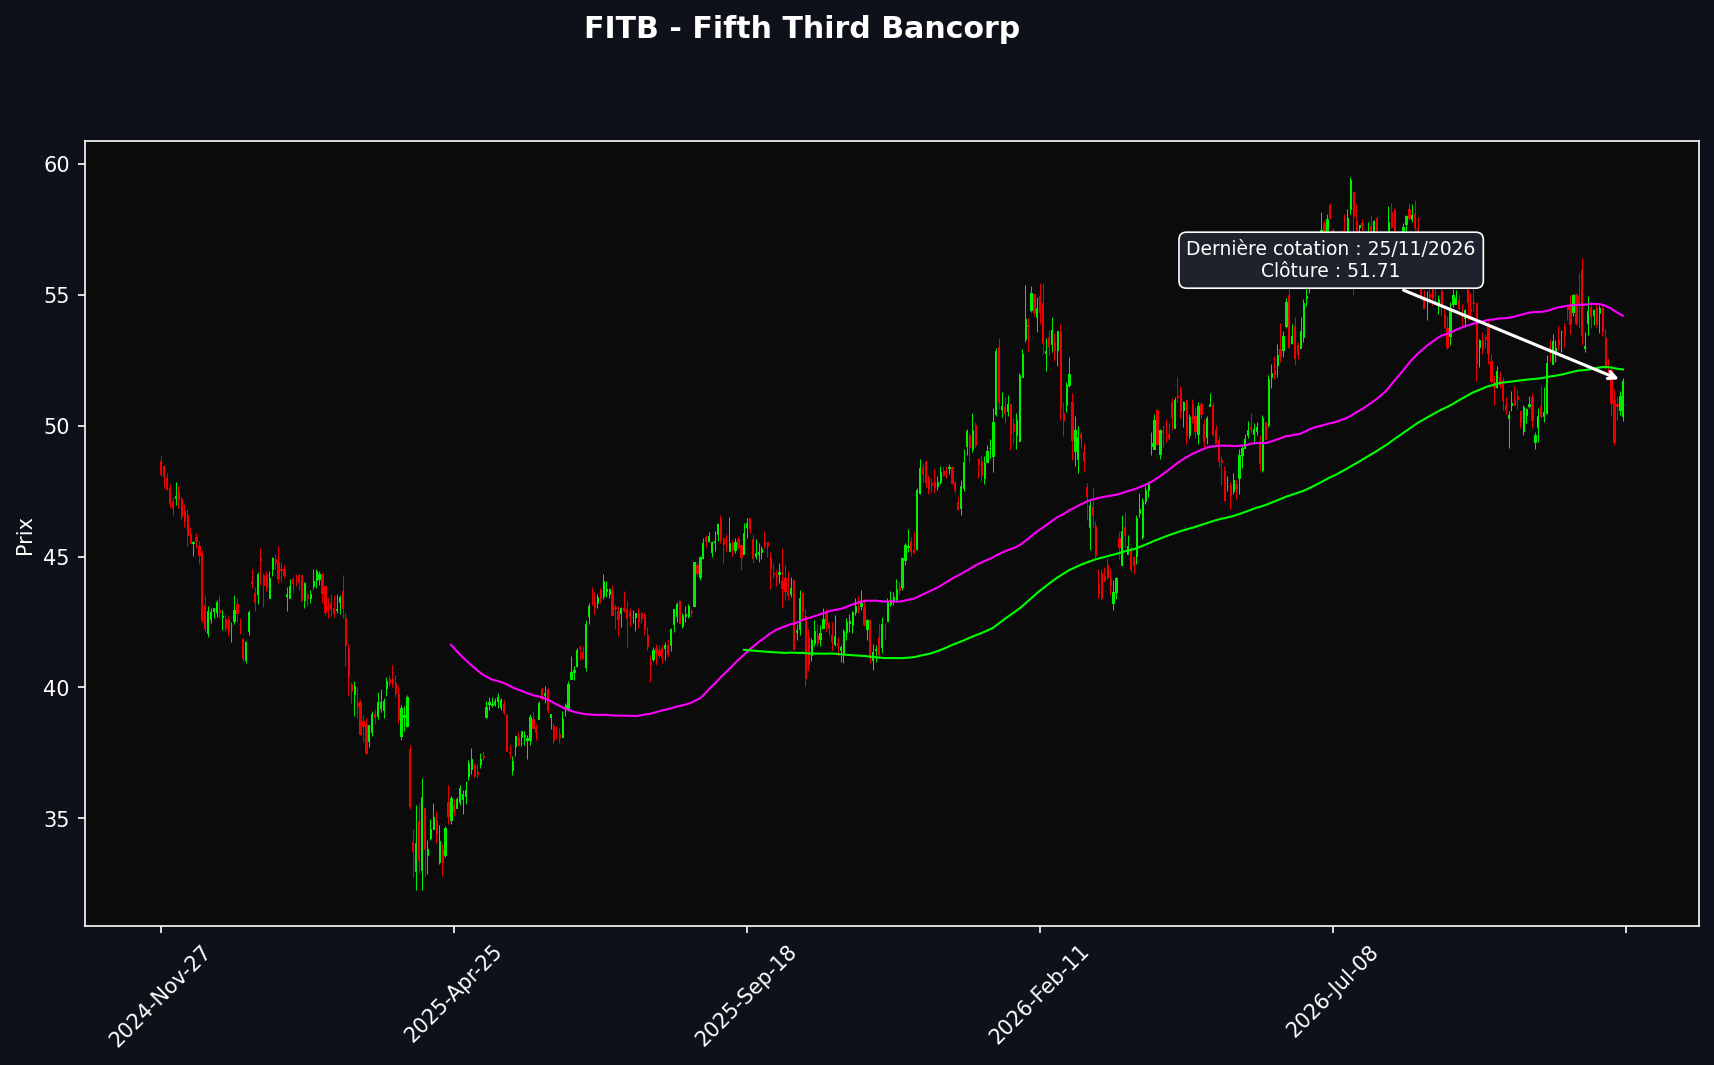 FITB - Fifth Third Bancorp
60
Dernière cotation : 25/11/2026
Clôture : 51.71
55
50
Prix
45
40
35
2024-Nov-27
2025-Apr-25
2025-Sep-18
2026-Feb-11
2026-Jul-08